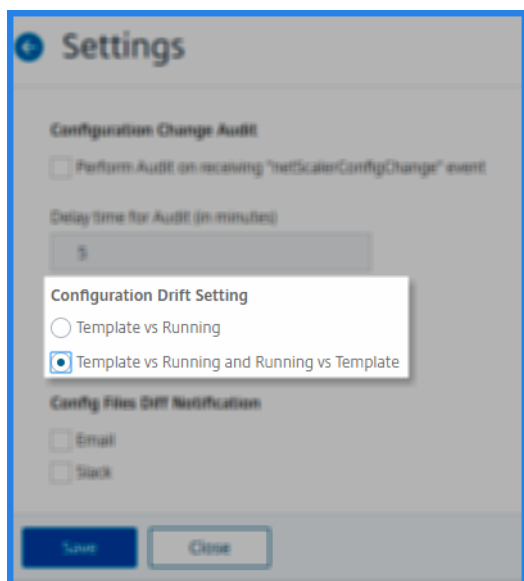 Settings
Configuration Change Audit
Perform Audit on receiving "netScalerConfigChange" event
Delay time for Audit (in minutes)
5
Configuration Drift Setting
Template vs Running
Template vs Running and Running vs Template
Config Files Diff Notification
Email
Slack
Save
Close